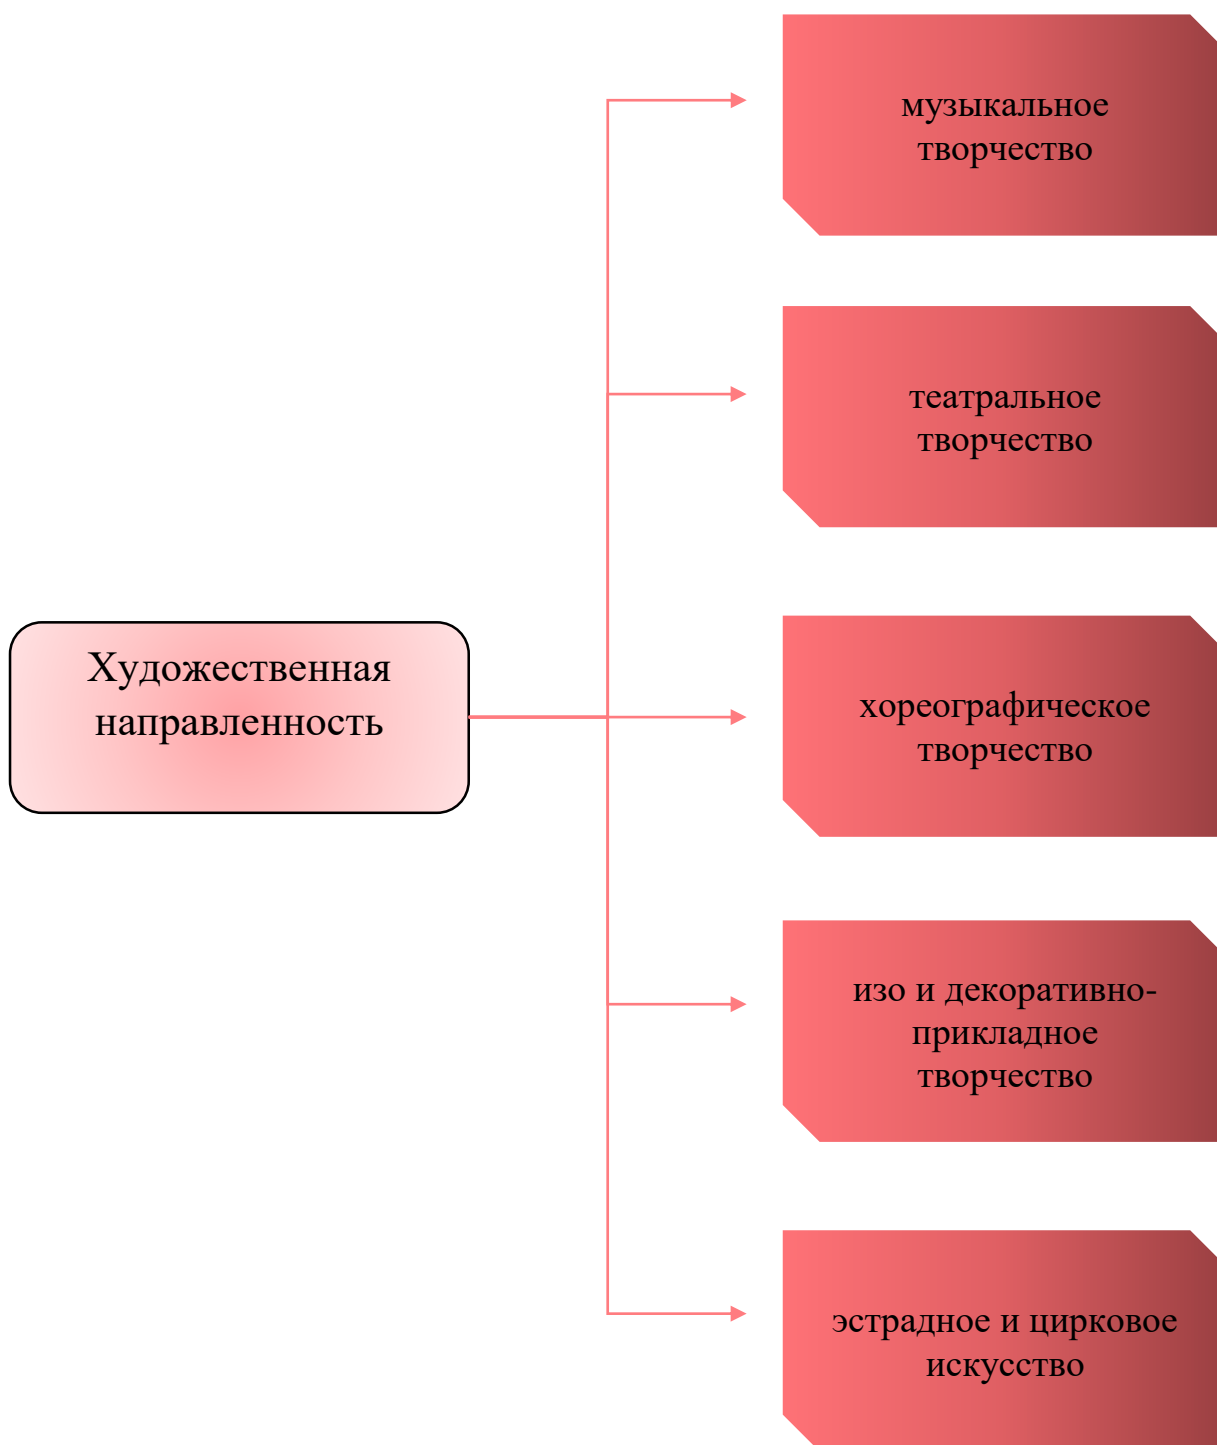 музыкальное
творчество
театральное
творчество
Художественная
направленность
хореографическое
творчество
изо и декоративно-
прикладное
творчество
эстрадное и цирковое
искусство